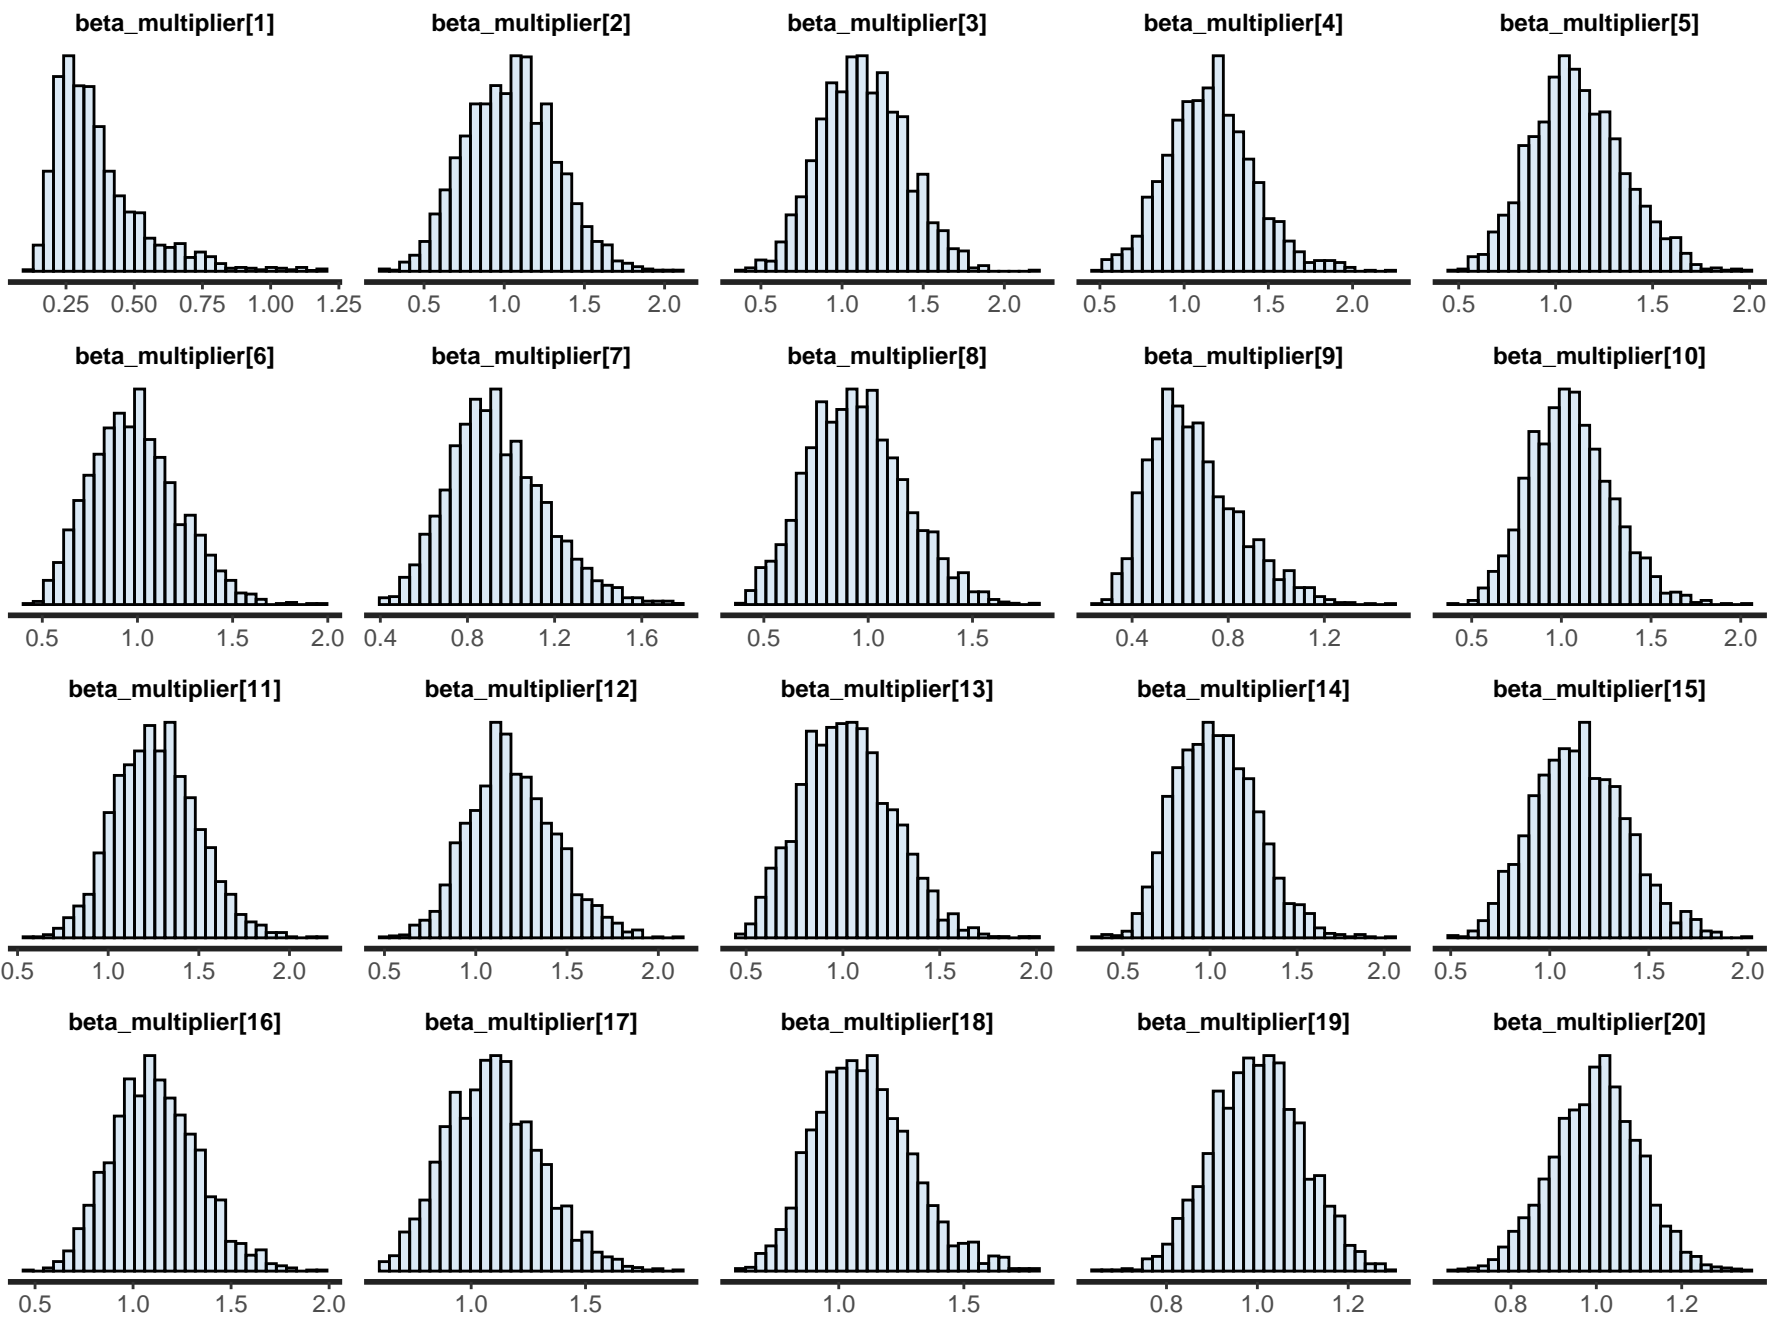 beta_multiplier[1] beta_multiplier[2] beta_multiplier[3] beta_multiplier[4] beta_multiplier[5]
0.25 0.50 0.75 1.00 1.25 0.5 1.0 1.5 2.0 0.5 1.0 1.5 2.0 0.5 1.0 1.5 2.0 0.5 1.0 1.5 2.0
beta_multiplier[6] beta_multiplier[7] beta_multiplier[8] beta_multiplier[9] beta_multiplier[10]
0.5 1.0 1.5 2.0 0.4 0.8 1.2 1.6 0.5 1.0 1.5 0.4 0.8 1.2 0.5 1.0 1.5 2.0
beta_multiplier[11] beta_multiplier[12] beta_multiplier[13] beta_multiplier[14] beta_multiplier[15]
0.5 1.0 1.5 2.0 0.5 1.0 1.5 2.0 0.5 1.0 1.5 2.0 0.5 1.0 1.5 2.0 0.5 1.0 1.5 2.0
beta_multiplier[16] beta_multiplier[17] beta_multiplier[18] beta_multiplier[19] beta_multiplier[20]
0.5 1.0 1.5 2.0 1.0 1.5 1.0 1.5 0.8 1.0 1.2 0.8 1.0 1.2